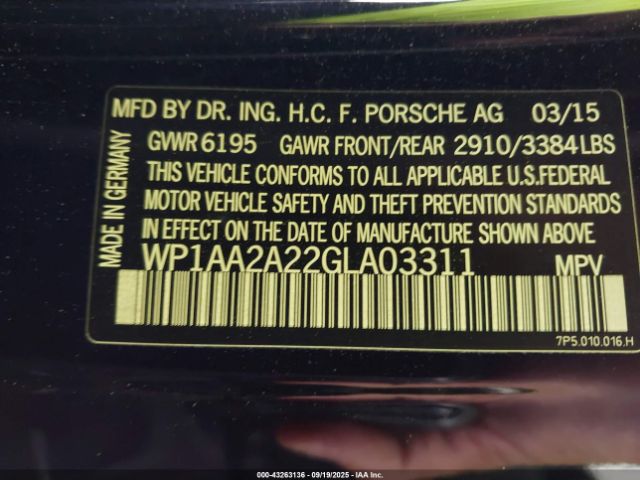 MFD BY DR. ING. H.C. F. PORSCHE AG 03/15
GVWR 6195 GAWR FRONT/REAR 2910/3384 LBS
THIS VEHICLE CONFORMS TO ALL APPLICABLE U.S.FEDERAL
MOTOR VEHICLE SAFETY AND THEFT PREVENTION STANDARDS
IN EFFECT ON THE DATE OF MANUFACTURE SHOWN ABOVE
WP1AA2A22GLA03311 MPV
MADE IN GERMANY
7P5.010.016.H
000-43263136 - 09/19/2025 - IAA Inc.